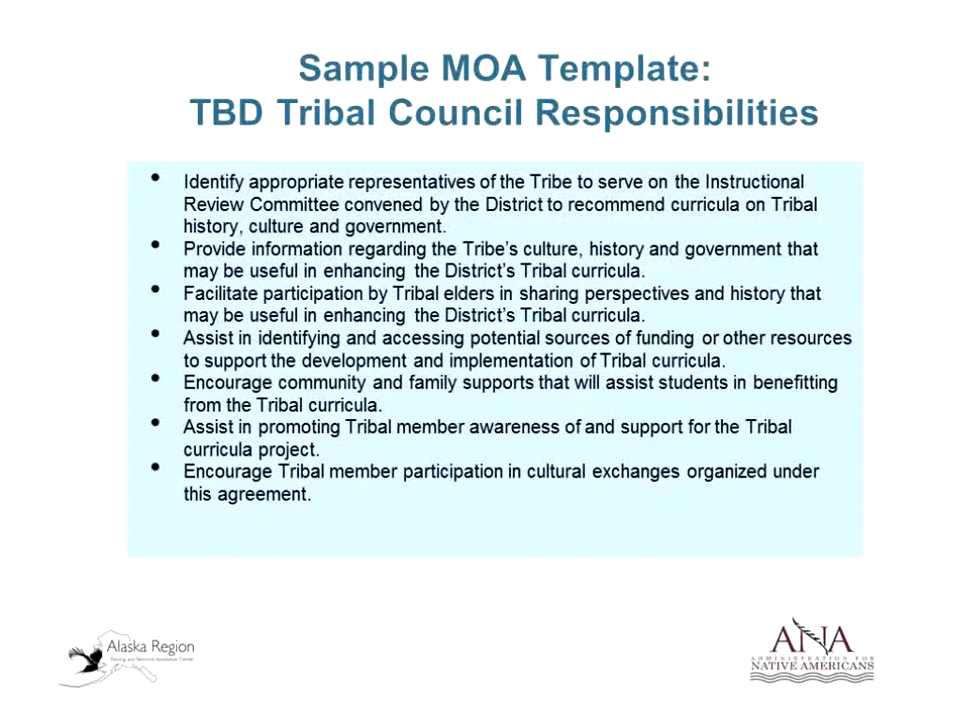 Sample MOA Template:
TBD Tribal Council Responsibilities
• Identify appropriate representatives of the Tribe to serve on the Instructional
Review Committee convened by the District to recommend curricula on Tribal
history, culture and government.
• Provide information regarding the Tribe's culture, history and government that
may be useful in enhancing the District's Tribal curricula.
• Facilitate participation by Tribal elders in sharing perspectives and history that
may be useful in enhancing the District's Tribal curricula.
• Assist in identifying and accessing potential sources of funding or other resources
to support the development and implementation of Tribal curricula.
• Encourage community and family supports that will assist students in benefitting
from the Tribal curricula.
• Assist in promoting Tribal member awareness of and support for the Tribal
curricula project.
• Encourage Tribal member participation in cultural exchanges organized under
this agreement.
Alaska Region
Training and Technical Assistance Center
ANA
ADMINISTRATION FOR
NATIVE AMERICANS